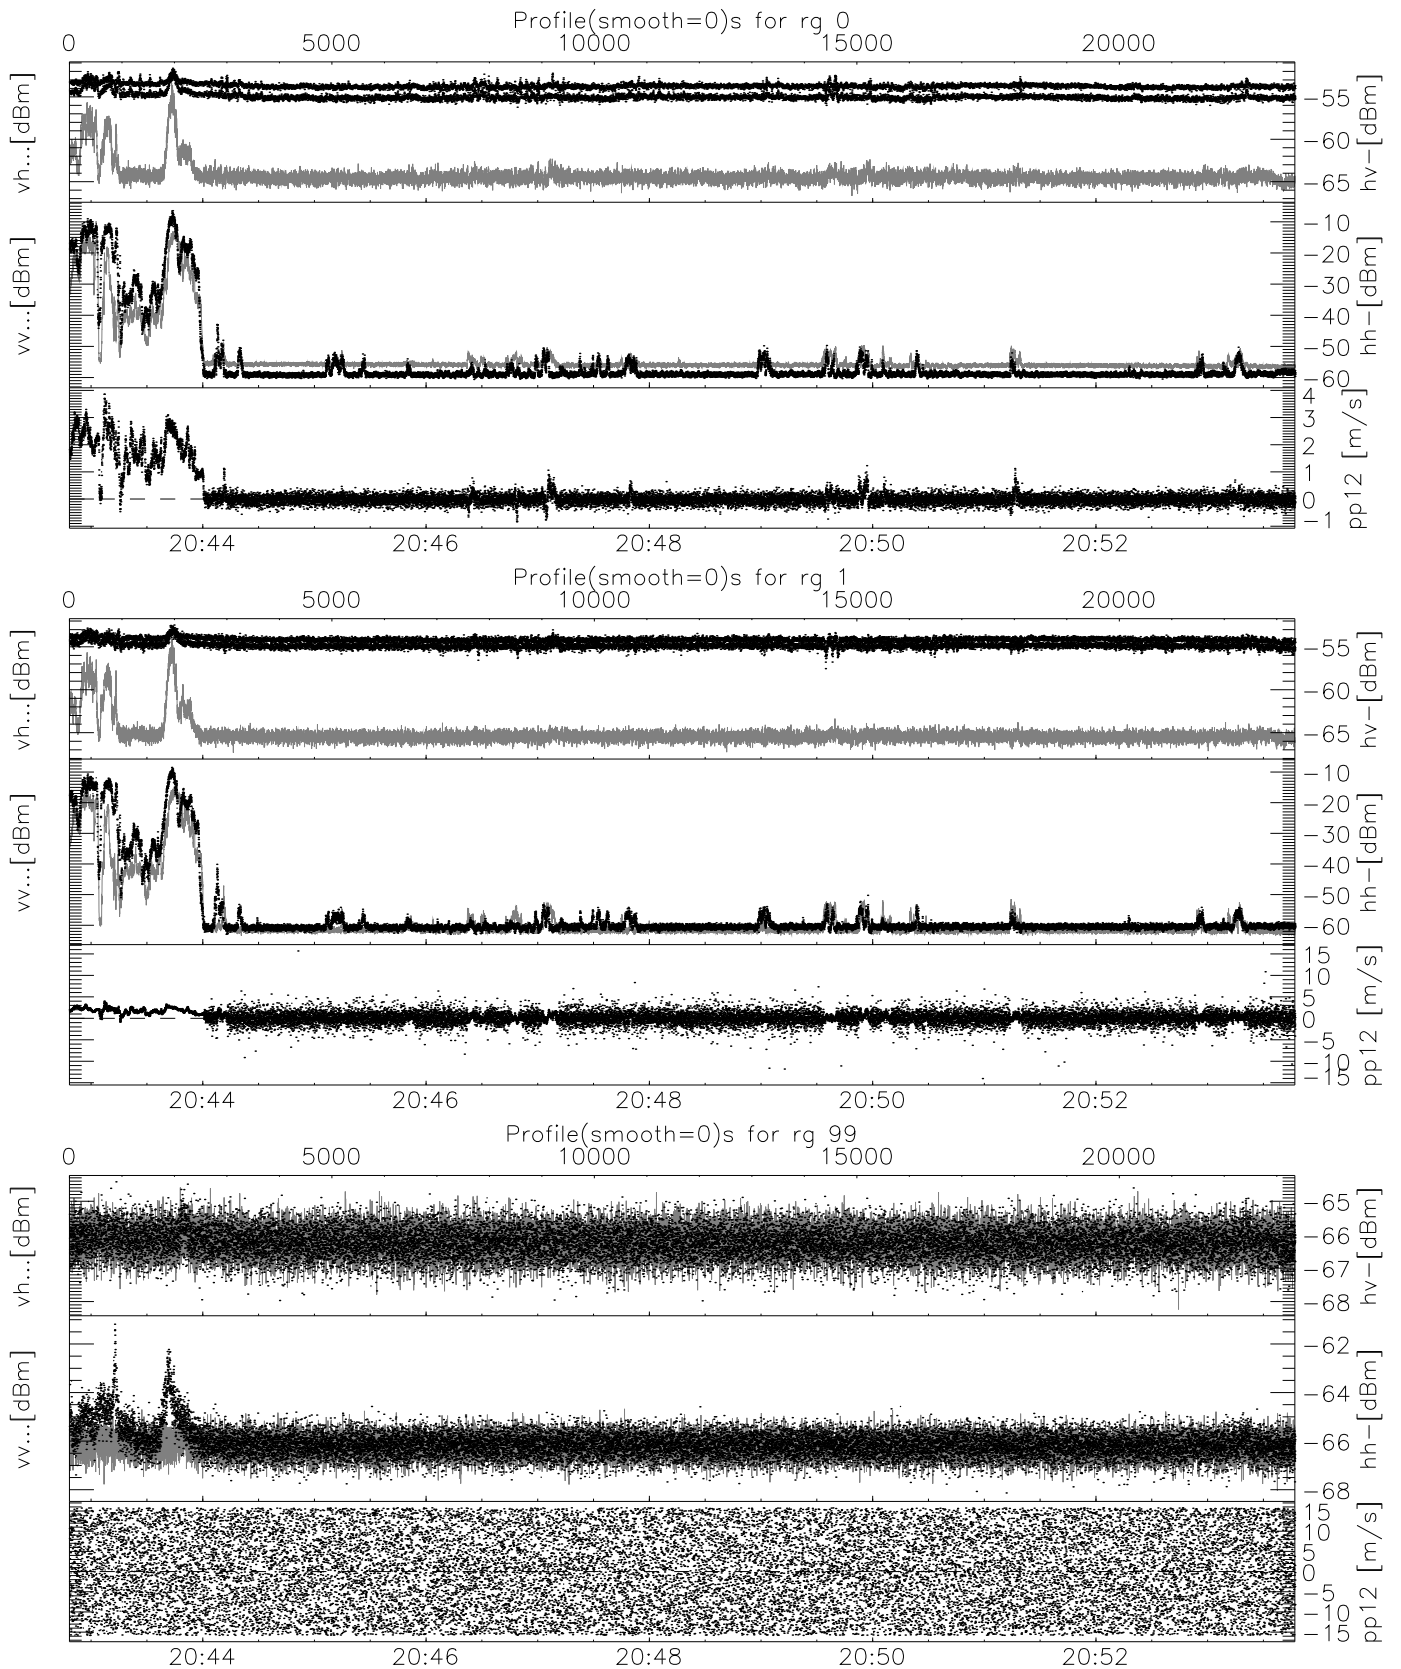 Profile(smooth=0)s for rg 0
0 5000 10000 15000 20000
vh...[dBm]
-55
-60
-65
hv-[dBm]
vv...[dBm]
-10
-20
-30
-40
-50
-60
hh-[dBm]
4
3
2
1
0
-1
pp12 [m/s]
20:44 20:46 20:48 20:50 20:52
Profile(smooth=0)s for rg 1
0 5000 10000 15000 20000
vh...[dBm]
-55
-60
-65
hv-[dBm]
vv...[dBm]
-10
-20
-30
-40
-50
-60
hh-[dBm]
15
10
5
0
-5
-10
-15
pp12 [m/s]
20:44 20:46 20:48 20:50 20:52
Profile(smooth=0)s for rg 99
0 5000 10000 15000 20000
vh...[dBm]
-65
-66
-67
-68
hv-[dBm]
vv...[dBm]
-62
-64
-66
-68
hh-[dBm]
15
10
5
0
-5
-10
-15
pp12 [m/s]
20:44 20:46 20:48 20:50 20:52